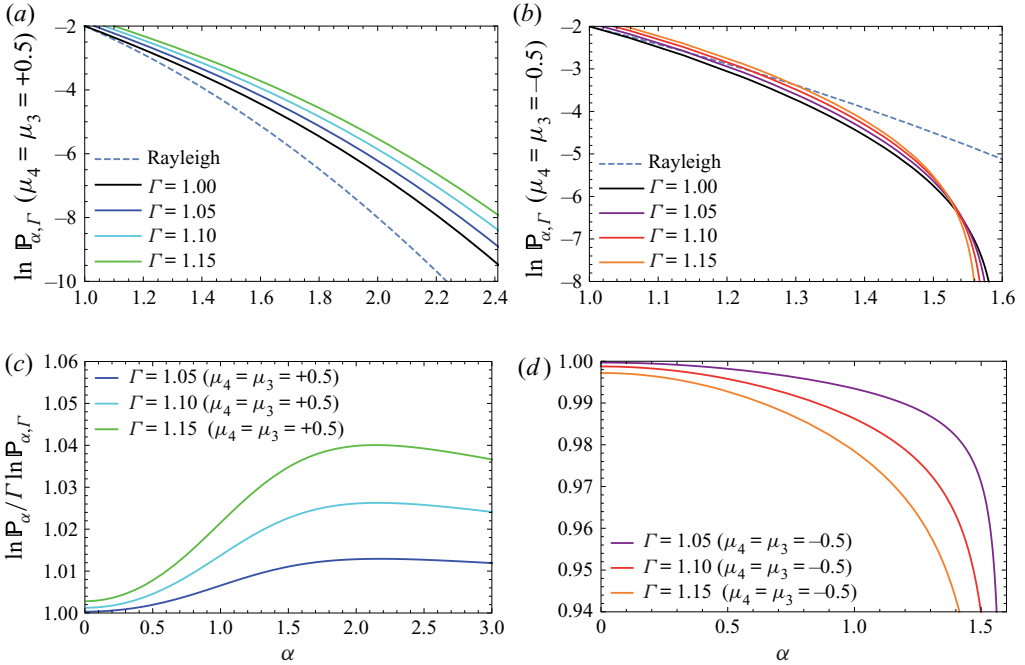 (a)
ln ℙα,Γ (μ4 = μ3 = +0.5)
−2
−4
−6
−8
−10
Rayleigh
Γ = 1.00
Γ = 1.05
Γ = 1.10
Γ = 1.15
1.0 1.2 1.4 1.6 1.8 2.0 2.2 2.4
(b)
ln ℙα,Γ (μ4 = μ3 = −0.5)
−2
−3
−4
−5
−6
−7
−8
Rayleigh
Γ = 1.00
Γ = 1.05
Γ = 1.10
Γ = 1.15
1.0 1.1 1.2 1.3 1.4 1.5 1.6
(c)
ln ℙα / Γ ln ℙα,Γ
1.06
1.05
1.04
1.03
1.02
1.01
1.00
Γ = 1.05 (μ4 = μ3 = +0.5)
Γ = 1.10 (μ4 = μ3 = +0.5)
Γ = 1.15 (μ4 = μ3 = +0.5)
0 0.5 1.0 1.5 2.0 2.5 3.0
α
(d)
1.00
0.99
0.98
0.97
0.96
0.95
0.94
Γ = 1.05 (μ4 = μ3 = −0.5)
Γ = 1.10 (μ4 = μ3 = −0.5)
Γ = 1.15 (μ4 = μ3 = −0.5)
0 0.5 1.0 1.5
α